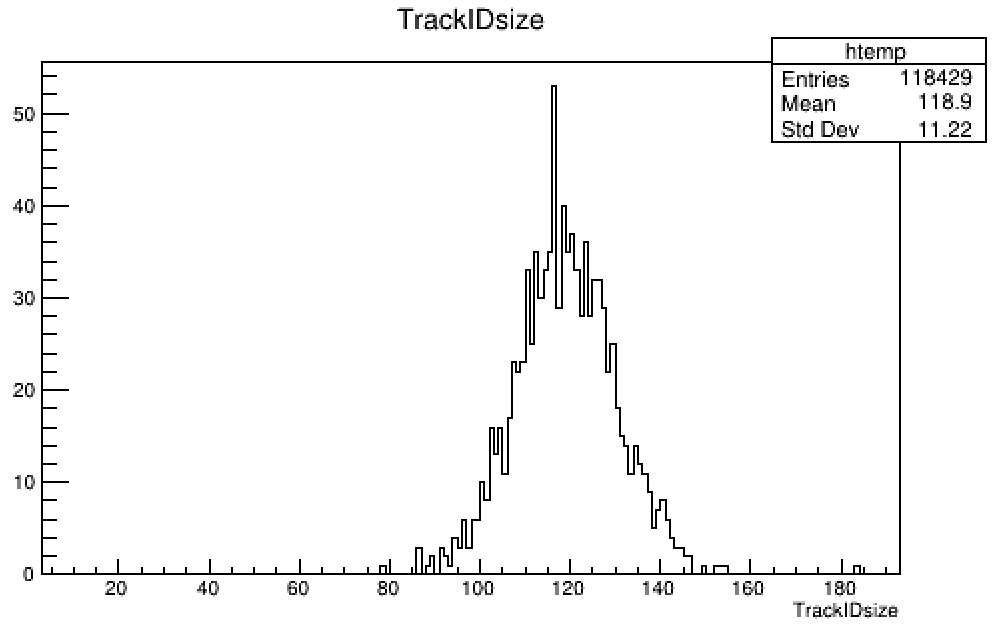 TrackIDsize
htemp
Entries 118429
Mean 118.9
Std Dev 11.22
50
40
30
20
10
0
20 40 60 80 100 120 140 160 180
TrackIDsize